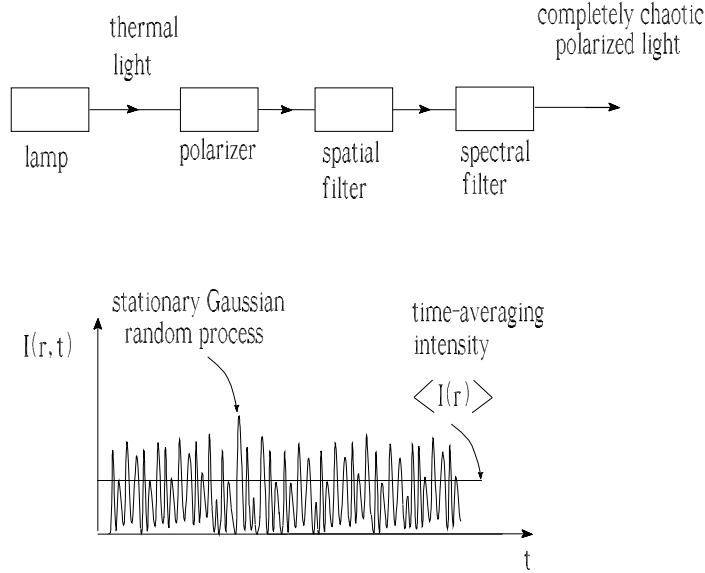 completely chaotic
polarized light
thermal
light
lamp
polarizer
spatial
filter
spectral
filter
stationary Gaussian
random process
time-averaging
intensity
I(r,t)
<I(r)>
t